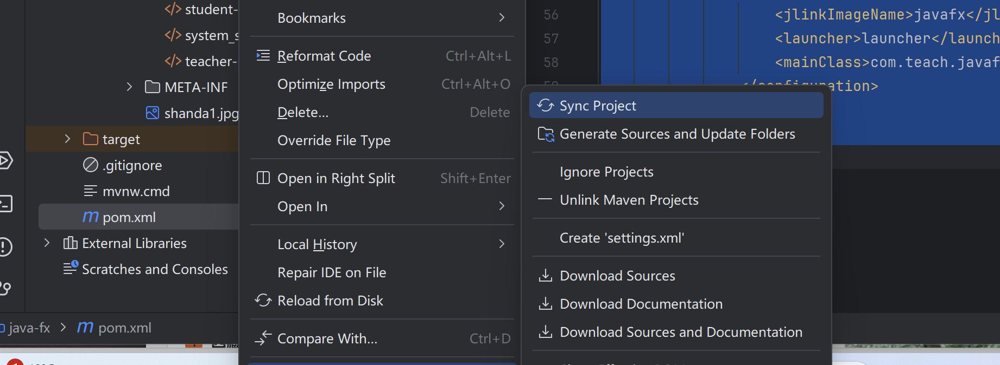 student-
system_s
teacher-
META-INF
shanda1.jpg
target
.gitignore
mvnw.cmd
pom.xml
External Libraries
Scratches and Consoles
java-fx > pom.xml
Bookmarks
Reformat Code Ctrl+Alt+L
Optimize Imports Ctrl+Alt+O
Delete... Delete
Override File Type
Open in Right Split Shift+Enter
Open In
Local History
Repair IDE on File
Reload from Disk
Compare With... Ctrl+D
56 <jlinkImageName>javafx</jl
57 <launcher>launcher</launch
58 <mainClass>com.teach.javaf
</configuration>
Sync Project
Generate Sources and Update Folders
Ignore Projects
Unlink Maven Projects
Create 'settings.xml'
Download Sources
Download Documentation
Download Sources and Documentation